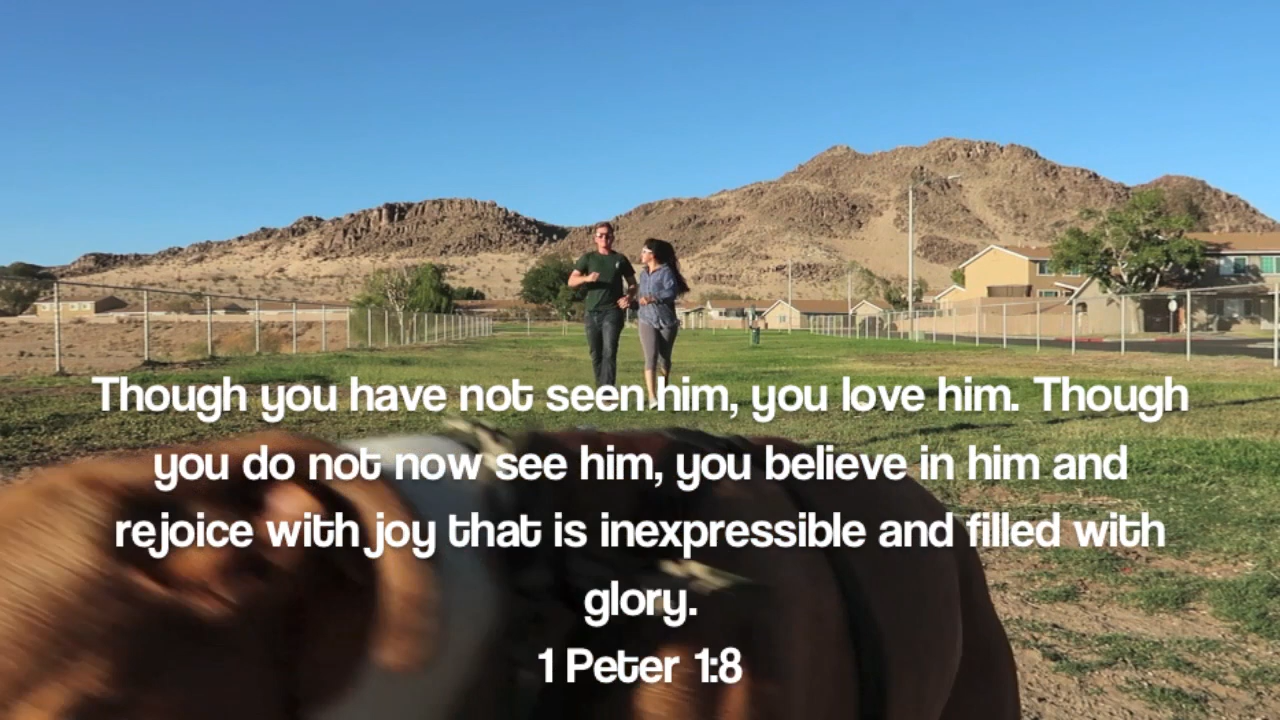 Though you have not seen him, you love him. Though
you do not now see him, you believe in him and
rejoice with joy that is inexpressible and filled with
glory.
1 Peter 1:8